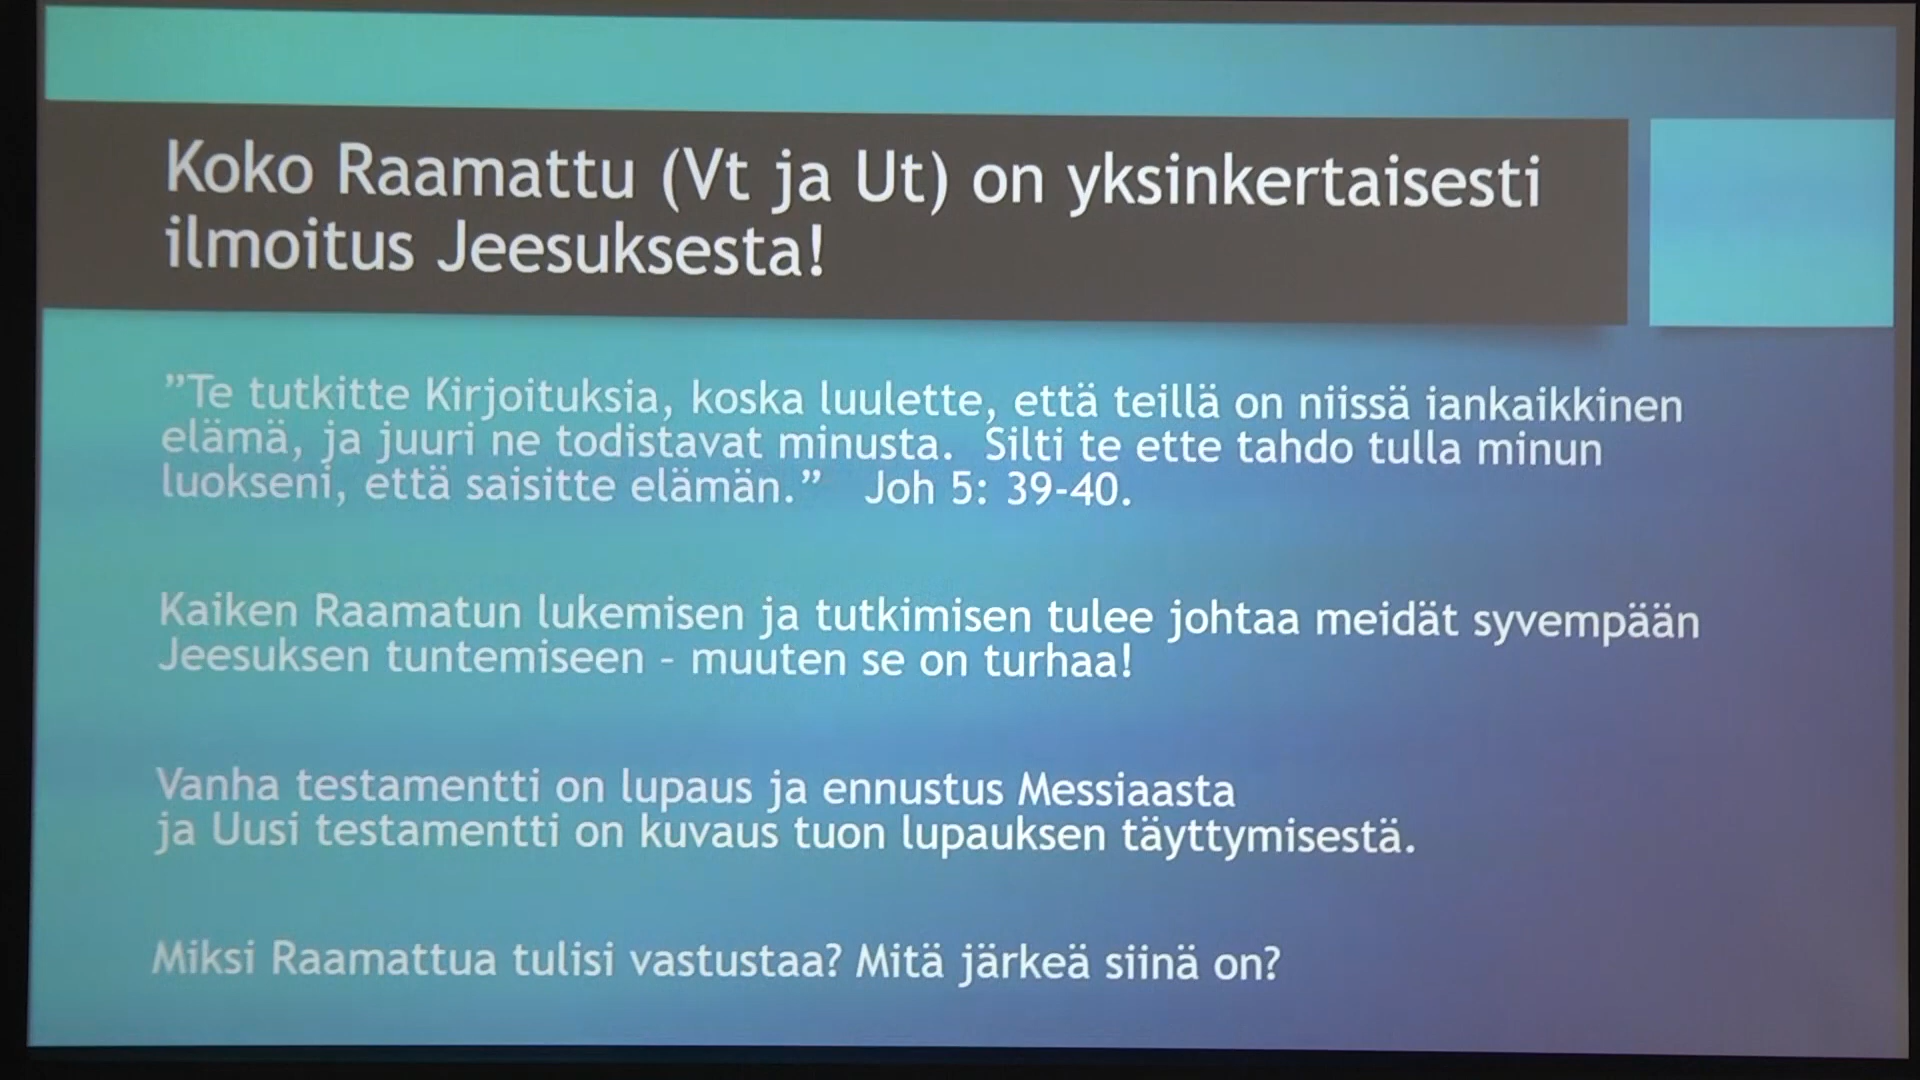 Koko Raamattu (Vt ja Ut) on yksinkertaisesti
ilmoitus Jeesuksesta!
”Te tutkitte Kirjoituksia, koska luulette, että teillä on niissä iankaikkinen
elämä, ja juuri ne todistavat minusta. Silti te ette tahdo tulla minun
luokseni, että saisitte elämän.” Joh 5: 39-40.
Kaiken Raamatun lukemisen ja tutkimisen tulee johtaa meidät syvempään
Jeesuksen tuntemiseen – muuten se on turhaa!
Vanha testamentti on lupaus ja ennustus Messiaasta
ja Uusi testamentti on kuvaus tuon lupauksen täyttymisestä.
Miksi Raamattua tulisi vastustaa? Mitä järkeä siinä on?